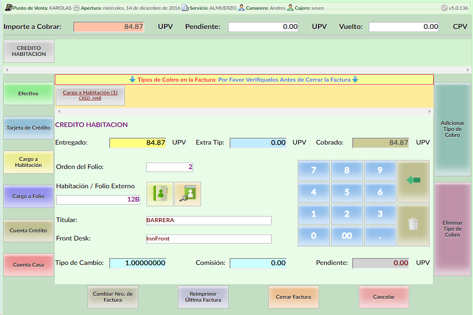 Punto de Venta: KAROLAS Apertura: miércoles, 14 de diciembre de 2016 Servicio: ALMUERZO Camarero: Andres Cajero: seven v5.0.136
Importe a Cobrar: 84.87 UPV Pendiente: 0.00 UPV Vuelto: 0.00 CPV
CREDITO
HABITACION
Tipos de Cobro en la Factura: Por Favor Verifíquelos Antes de Cerrar la Factura
Efectivo
Cargo a Habitación (1)
CRED_HAB
Adicionar
Tipo de
Cobro
Tarjeta de Crédito
CREDITO HABITACION
Entregado: 84.87 UPV Extra Tip: 0.00 UPV Cobrado: 84.87 UPV
Cargo a
Habitación
Orden del Folio: 2
7 8 9
Habitación / Folio Externo
12B
4 5 6
Cargo a Folio
Eliminar
Tipo de
Cobro
Titular: BARRERA
1 2 3
Cuenta Crédito
Front Desk: InnFront
0 00 .
Cuenta Casa
Tipo de Cambio: 1.00000000 Comisión: 0.00 Pendiente: 0.00 UPV
Cambiar Nro. de
Factura
Reimprimir
Última Factura
Cerrar Factura
Cancelar